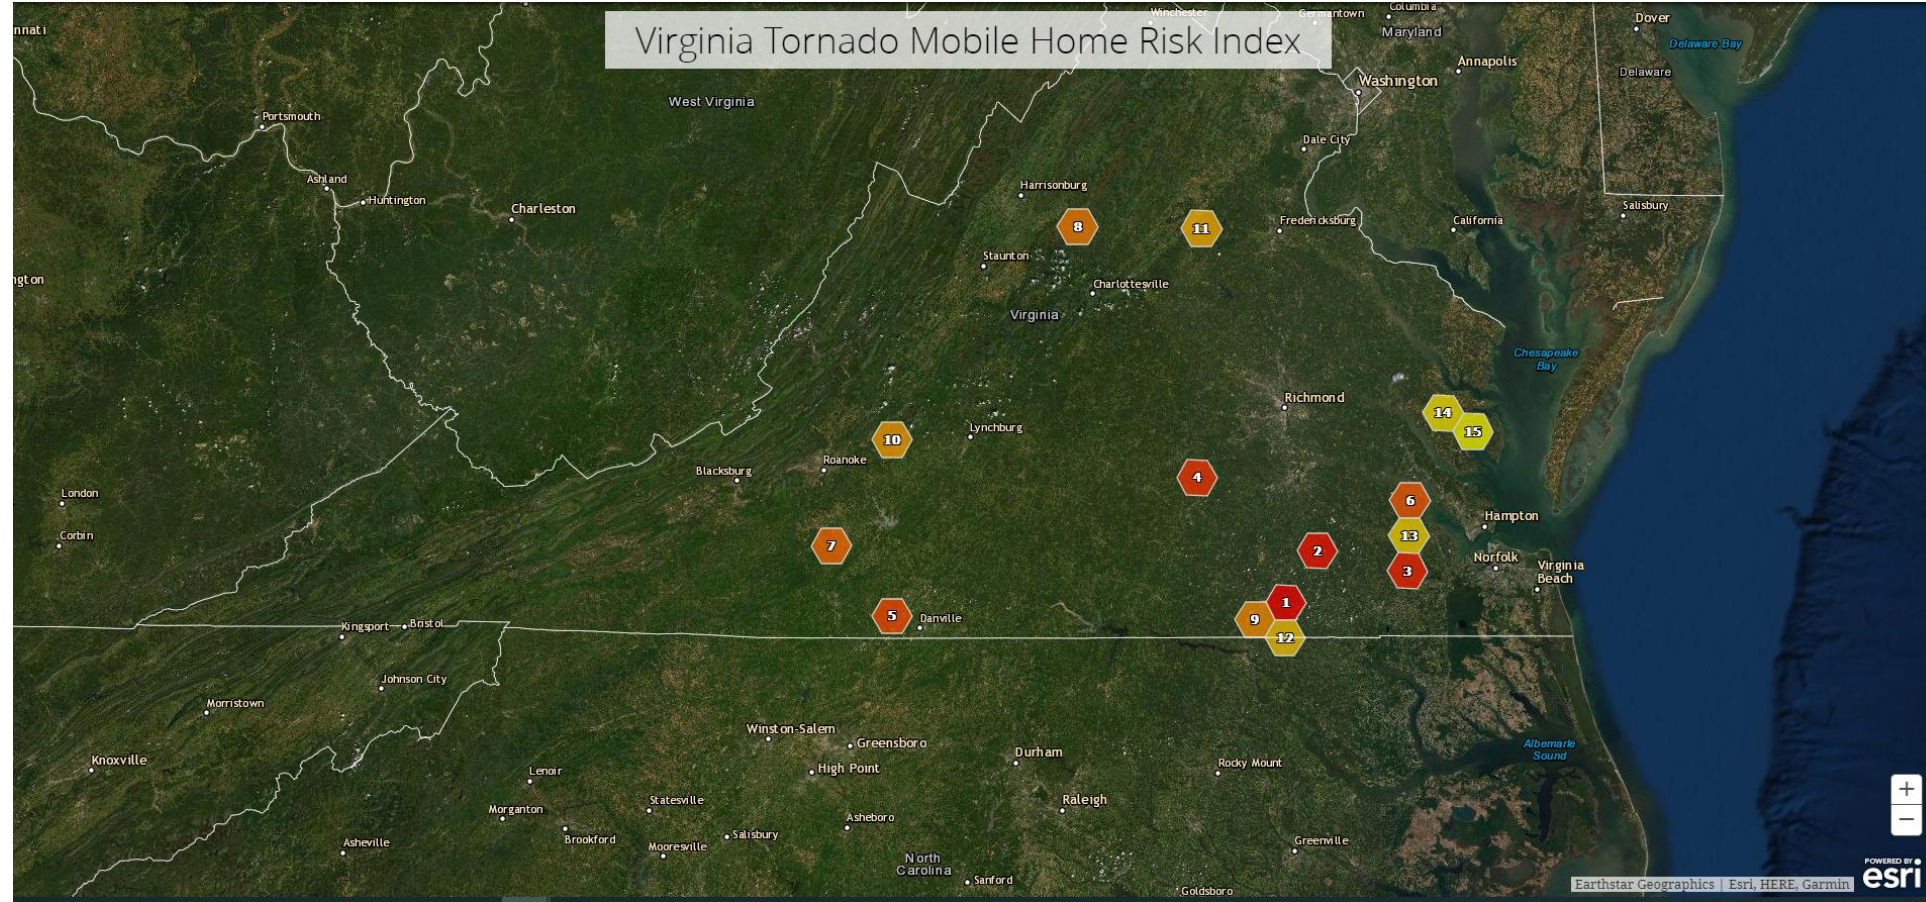 Virginia Tornado Mobile Home Risk Index
nnati
Winchester
Germantown
Columbia
Maryland
Dover
Delaware Bay
Annapolis
Delaware
Washington
West Virginia
Portsmouth
Dale City
Ashland
Huntington
Charleston
Harrisonburg
Fredericksburg
California
Salisbury
8
11
Staunton
Charlottesville
ngton
Virginia
Chesapeake
Bay
Richmond
14
15
10
Lynchburg
Roanoke
Blacksburg
4
London
6
Hampton
Corbin
7
13
2
Norfolk
Virginia
Beach
3
1
5
Danville
9
12
Kingsport
Bristol
Johnson City
Morristown
Winston-Salem
Greensboro
Durham
Albemarle
Sound
Knoxville
High Point
Rocky Mount
Lenoir
Statesville
Raleigh
Morganton
Asheboro
Brookford
Salisbury
Mooresville
Asheville
Greenville
North
Carolina
Sanford
Goldsboro
+
−
POWERED BY
esri
Earthstar Geographics | Esri, HERE, Garmin